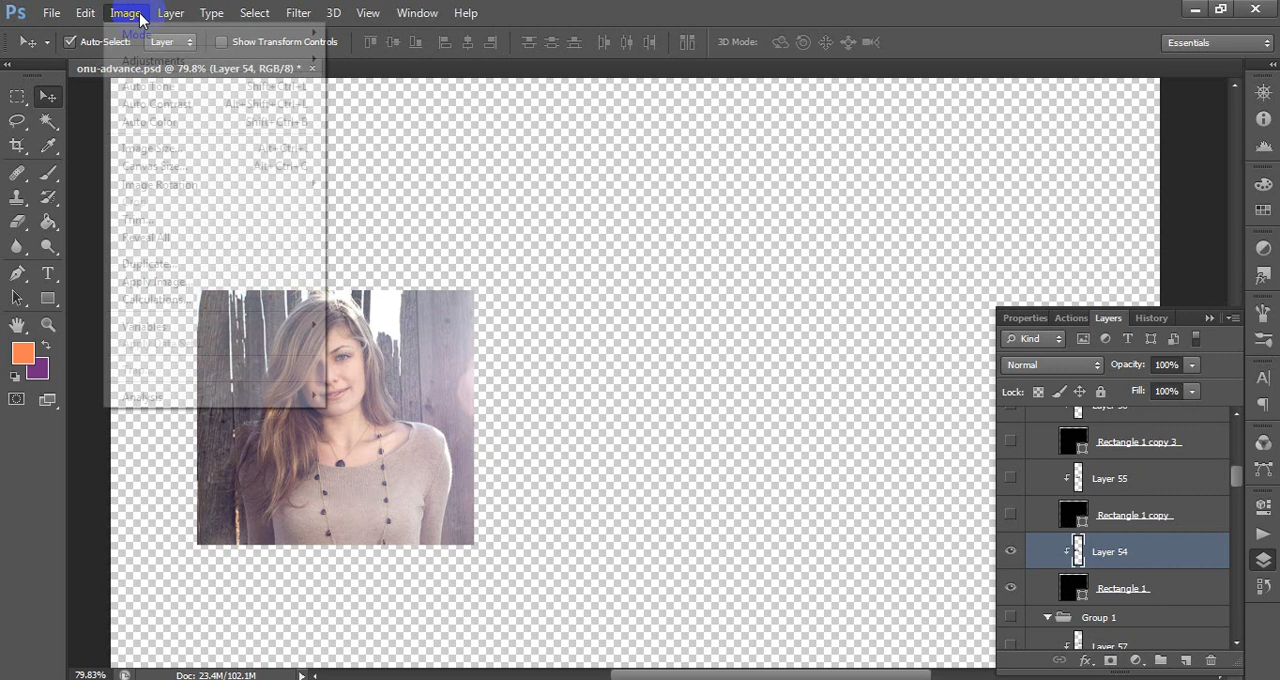 Ps File Edit Image Layer Type Select Filter 3D View Window Help
Auto-Select: Layer Show Transform Controls 3D Mode: Essentials
onu-advance.psd @ 79.8% (Layer 54, RGB/8) * ×
Mode
Adjustments
Auto Tone Shift+Ctrl+L
Auto Contrast Alt+Shift+Ctrl+L
Auto Color Shift+Ctrl+B
Image Size... Alt+Ctrl+I
Canvas Size... Alt+Ctrl+C
Image Rotation
Crop
Trim...
Reveal All
Duplicate...
Apply Image...
Calculations...
Variables
Analysis
Properties Actions Layers History
Kind
Normal Opacity: 100%
Lock: Fill: 100%
Rectangle 1 copy 3
Layer 55
Rectangle 1 copy
Layer 54
Rectangle 1
Group 1
Layer 57
79.83% Doc: 23.4M/102.1M